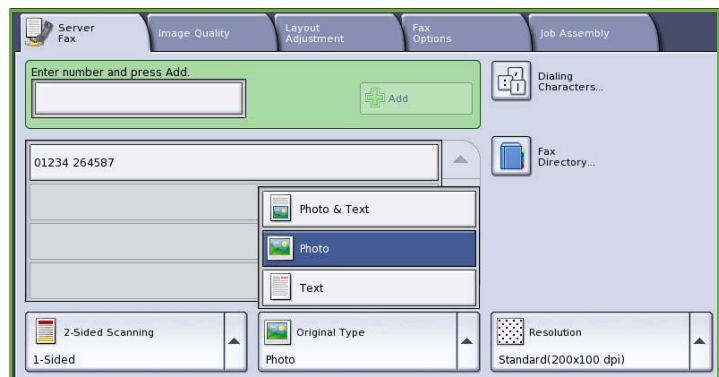 Server
Fax
Image Quality
Layout
Adjustment
Fax
Options
Job Assembly
Enter number and press Add.
Add
Dialing
Characters...
01234 264587
Fax
Directory...
Photo & Text
Photo
Text
2-Sided Scanning
1-Sided
Original Type
Photo
Resolution
Standard(200x100 dpi)